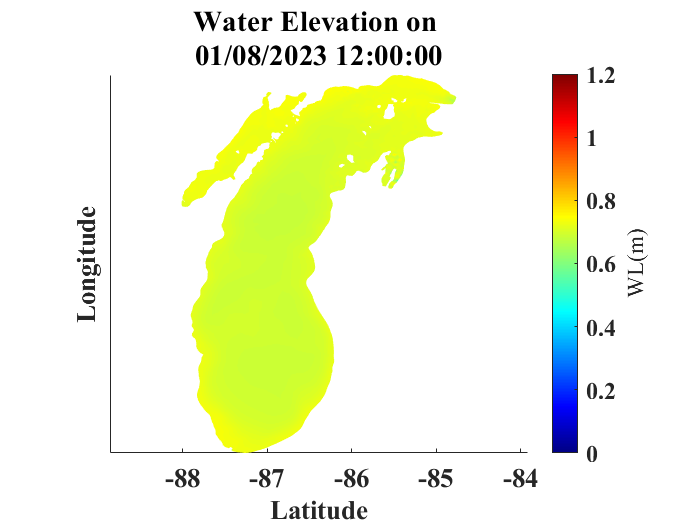 Water Elevation on
01/08/2023 12:00:00
Longitude
-88 -87 -86 -85 -84
Latitude
1.2
1
0.8
0.6
0.4
0.2
0
WL(m)